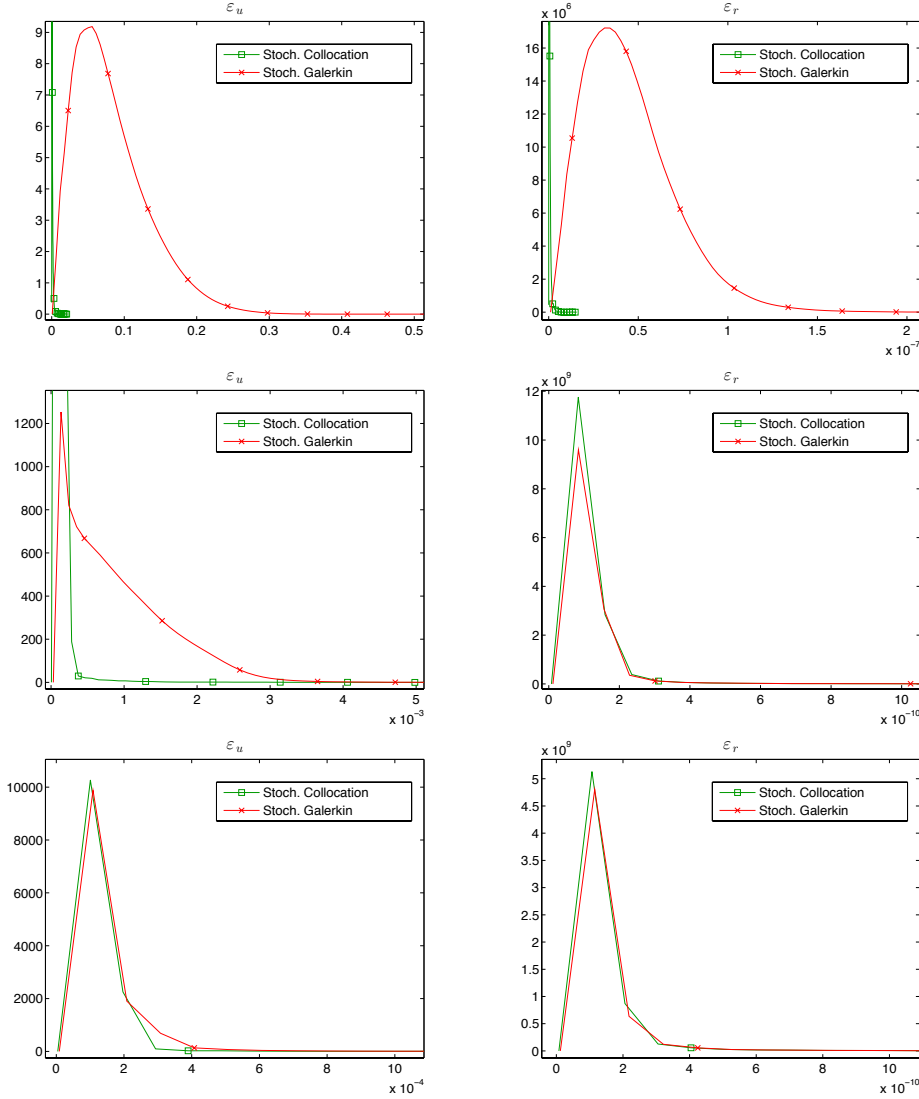 ε_u
9
8
7
6
5
4
3
2
1
0
0 0.1 0.2 0.3 0.4 0.5
Stoch. Collocation
Stoch. Galerkin
ε_r
x 10^6
16
14
12
10
8
6
4
2
0
0 0.5 1 1.5 2
x 10^−7
Stoch. Collocation
Stoch. Galerkin
ε_u
1200
1000
800
600
400
200
0
0 1 2 3 4 5
x 10^−3
Stoch. Collocation
Stoch. Galerkin
ε_r
x 10^9
12
10
8
6
4
2
0
0 2 4 6 8 10
x 10^−10
Stoch. Collocation
Stoch. Galerkin
ε_u
10000
8000
6000
4000
2000
0
0 2 4 6 8 10
x 10^−4
Stoch. Collocation
Stoch. Galerkin
ε_r
x 10^9
5
4.5
4
3.5
3
2.5
2
1.5
1
0.5
0
0 2 4 6 8 10
x 10^−10
Stoch. Collocation
Stoch. Galerkin